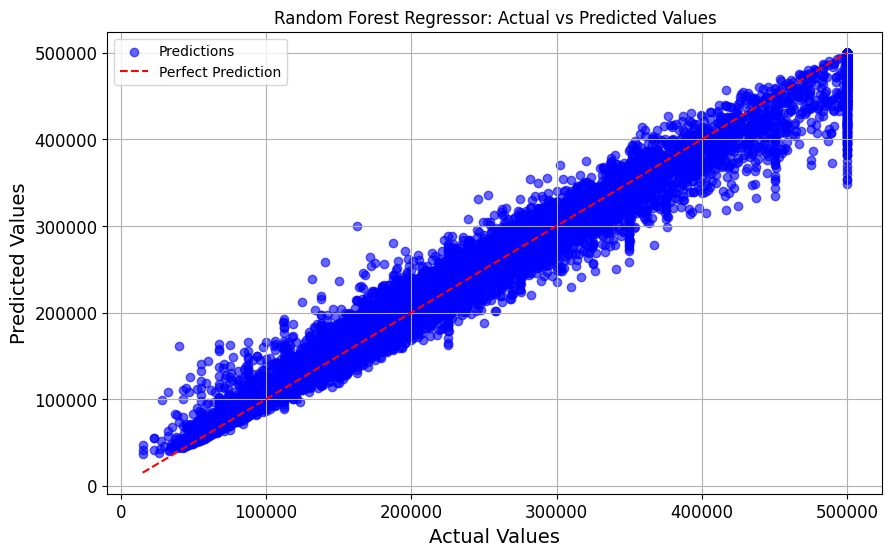 Random Forest Regressor: Actual vs Predicted Values
Predictions
Perfect Prediction
500000
400000
300000
200000
100000
0
Predicted Values
0 100000 200000 300000 400000 500000
Actual Values